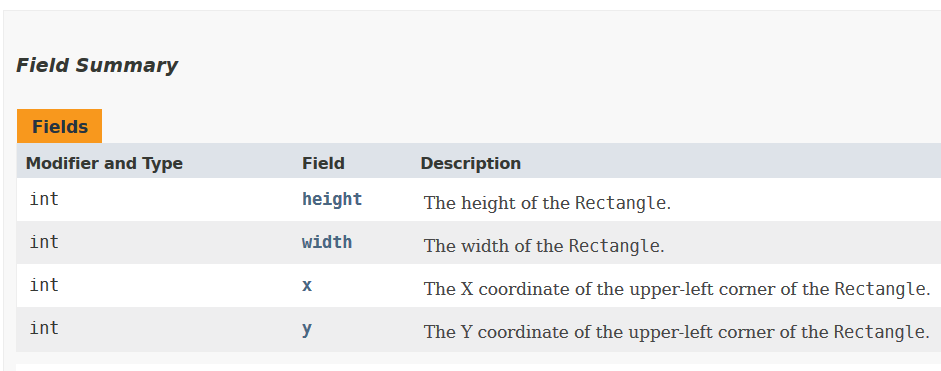 Field Summary
Fields
Modifier and Type Field Description
int height The height of the Rectangle.
int width The width of the Rectangle.
int x The X coordinate of the upper-left corner of the Rectangle.
int y The Y coordinate of the upper-left corner of the Rectangle.